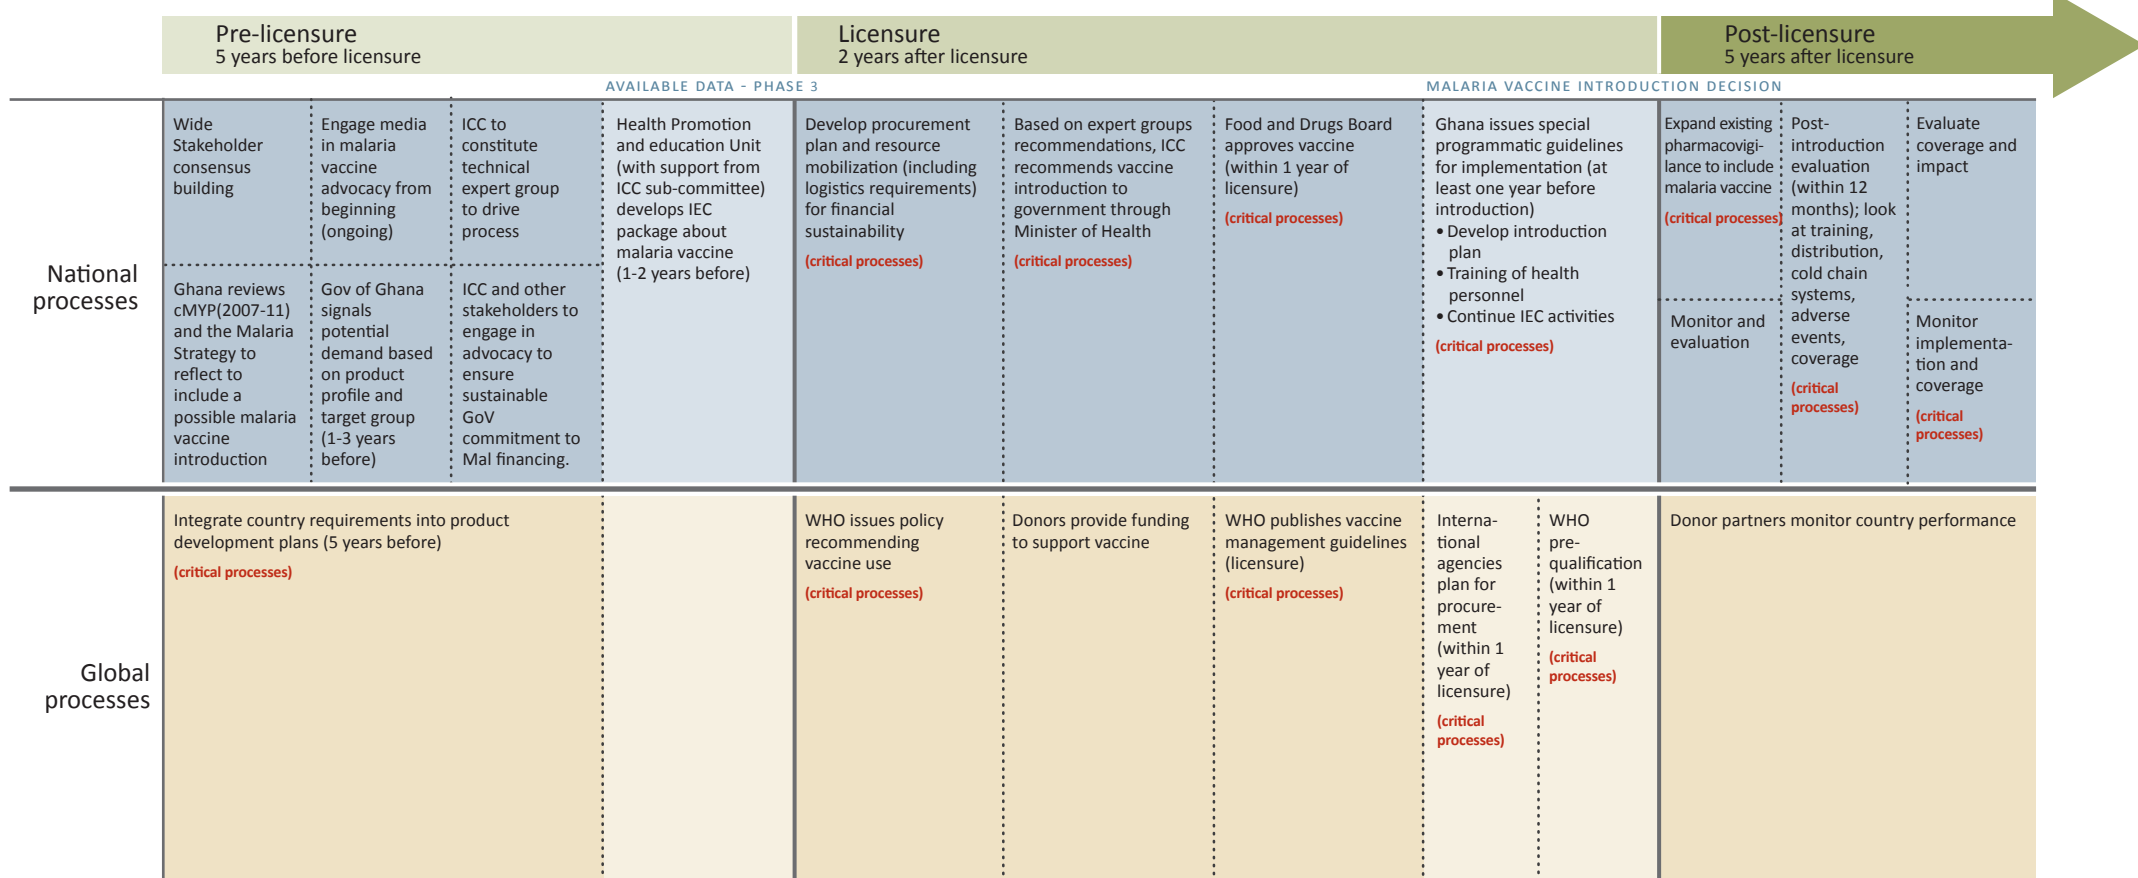 Pre-licensure
5 years before licensure
Licensure
2 years after licensure
Post-licensure
5 years after licensure
AVAILABLE DATA - PHASE 3
MALARIA VACCINE INTRODUCTION DECISION
National
processes
Wide
Stakeholder
consensus
building
Engage media
in malaria
vaccine
advocacy from
beginning
(ongoing)
ICC to
constitute
technical
expert group
to drive
process
Ghana reviews
cMYP(2007-11)
and the Malaria
Strategy to
reflect to
include a
possible malaria
vaccine
introduction
Gov of Ghana
signals
potential
demand based
on product
profile and
target group
(1-3 years
before)
ICC and other
stakeholders to
engage in
advocacy to
ensure
sustainable
GoV
commitment to
Mal financing.
Health Promotion
and education Unit
(with support from
ICC sub-committee)
develops IEC
package about
malaria vaccine
(1-2 years before)
Develop procurement
plan and resource
mobilization (including
logistics requirements)
for financial
sustainability
(critical processes)
Based on expert groups
recommendations, ICC
recommends vaccine
introduction to
government through
Minister of Health
(critical processes)
Food and Drugs Board
approves vaccine
(within 1 year of
licensure)
(critical processes)
Ghana issues special
programmatic guidelines
for implementation (at
least one year before
introduction)
• Develop introduction
plan
• Training of health
personnel
• Continue IEC activities
(critical processes)
Expand existing
pharmacovigi-
lance to include
malaria vaccine
(critical processes)
Monitor and
evaluation
Post-
introduction
evaluation
(within 12
months); look
at training,
distribution,
cold chain
systems,
adverse
events,
coverage
(critical
processes)
Evaluate
coverage and
impact
Monitor
implementa-
tion and
coverage
(critical
processes)
Global
processes
Integrate country requirements into product
development plans (5 years before)
(critical processes)
WHO issues policy
recommending
vaccine use
(critical processes)
Donors provide funding
to support vaccine
WHO publishes vaccine
management guidelines
(licensure)
(critical processes)
Interna-
tional
agencies
plan for
procure-
ment
(within 1
year of
licensure)
(critical
processes)
WHO
pre-
qualification
(within 1
year of
licensure)
(critical
processes)
Donor partners monitor country performance